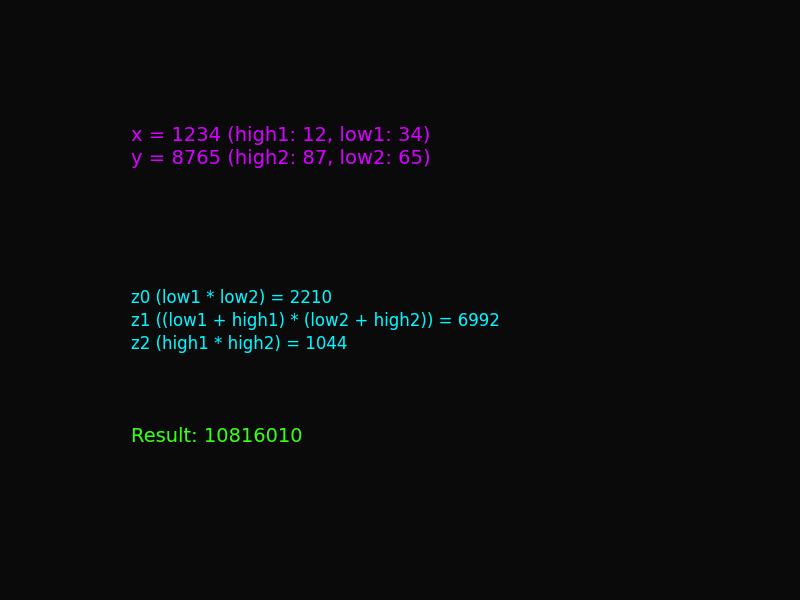 x = 1234 (high1: 12, low1: 34)
y = 8765 (high2: 87, low2: 65)
z0 (low1 * low2) = 2210
z1 ((low1 + high1) * (low2 + high2)) = 6992
z2 (high1 * high2) = 1044
Result: 10816010